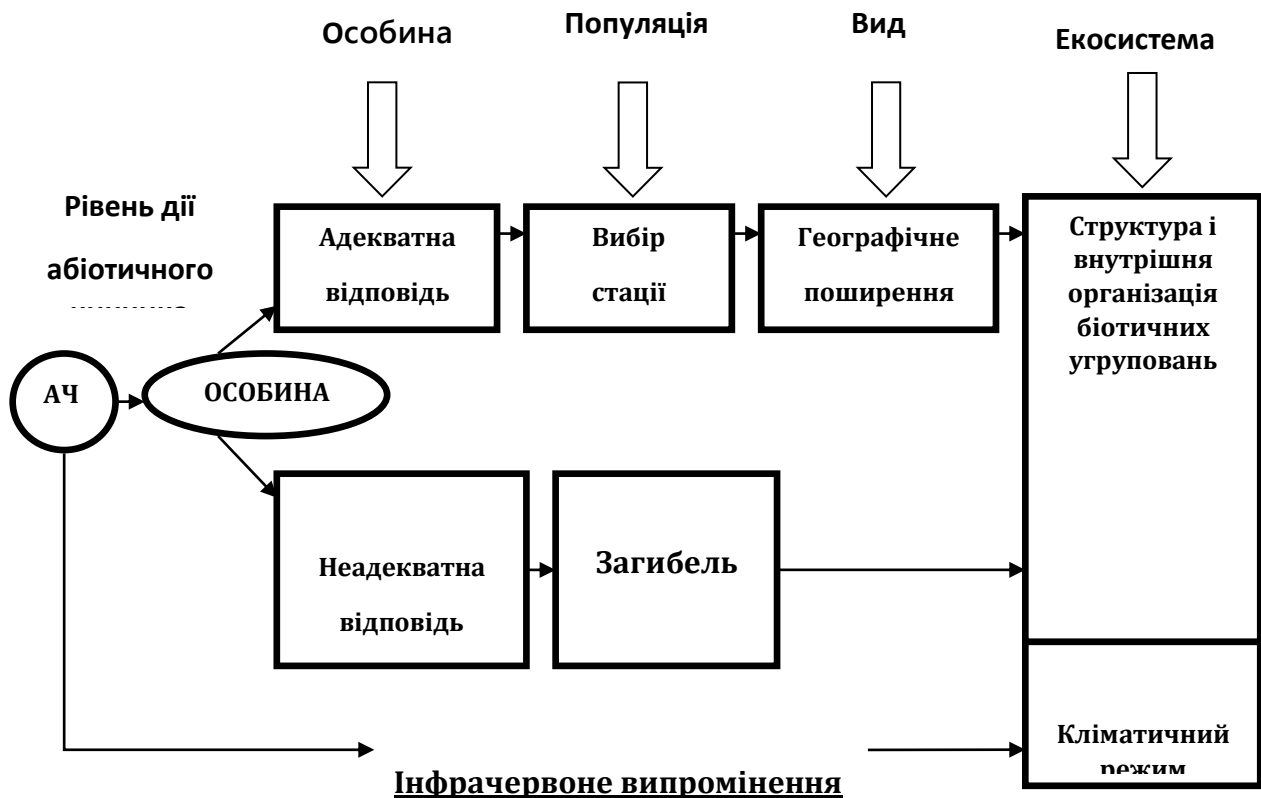 Особина
Популяція
Вид
Екосистема
Рівень дії
абіотичного
Адекватна
відповідь
Вибір
стації
Географічне
поширення
Структура і
внутрішня
організація
біотичних
угруповань
АЧ
ОСОБИНА
Неадекватна
відповідь
Загибель
Кліматичний
режим
Інфрачервоне випромінення